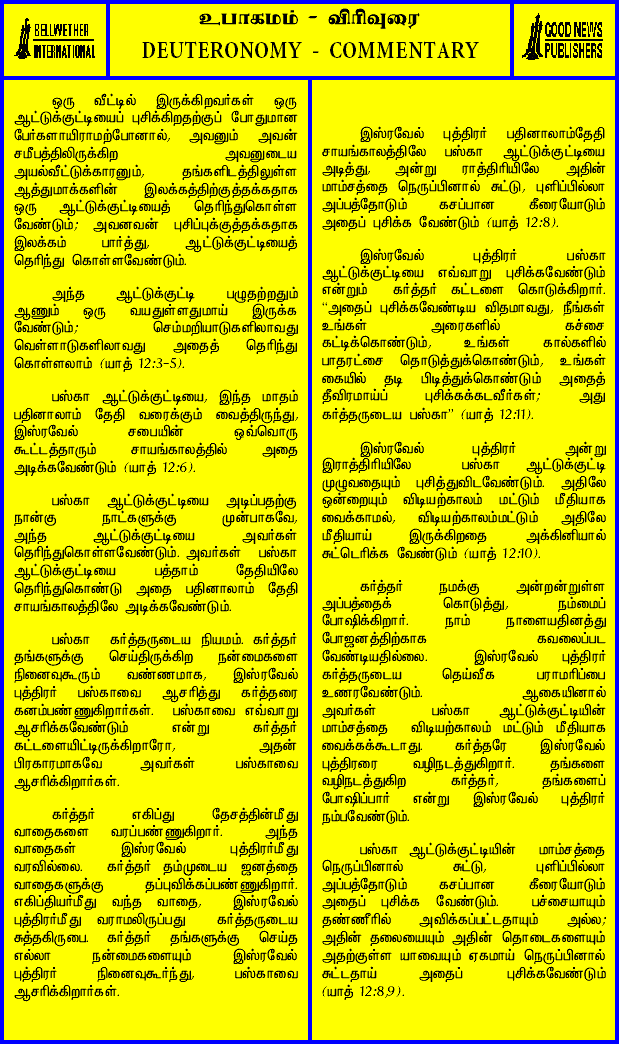 BELLWETHER
INTERNATIONAL
உபாகமம் - விரிவுரை
DEUTERONOMY - COMMENTARY
GOOD NEWS
PUBLISHERS
ஒரு வீட்டில் இருக்கிறவர்கள் ஒரு
ஆட்டுக்குட்டியைப் புசிக்கிறதற்குப் போதுமான
பேர்களாயிராமற்போனால், அவனும் அவன்
சமீபத்திலிருக்கிற அவனுடைய
அயல்வீட்டுக்காரனும், தங்களிடத்திலுள்ள
ஆத்துமாக்களின் இலக்கத்திற்குத்தக்கதாக
ஒரு ஆட்டுக்குட்டியைத் தெரிந்துகொள்ள
வேண்டும்; அவனவன் புசிப்புக்குத்தக்கதாக
இலக்கம் பார்த்து, ஆட்டுக்குட்டியைத்
தெரிந்து கொள்ளவேண்டும்.
அந்த ஆட்டுக்குட்டி பழுதற்றதும்
ஆணும் ஒரு வயதுள்ளதுமாய் இருக்க
வேண்டும்; செம்மறியாடுகளிலாவது
வெள்ளாடுகளிலாவது அதைத் தெரிந்து
கொள்ளலாம் (யாத் 12:3-5).
பஸ்கா ஆட்டுக்குட்டியை, இந்த மாதம்
பதினாலாம் தேதி வரைக்கும் வைத்திருந்து,
இஸ்ரவேல் சபையின் ஒவ்வொரு
கூட்டத்தாரும் சாயங்காலத்தில் அதை
அடிக்கவேண்டும் (யாத் 12:6).
பஸ்கா ஆட்டுக்குட்டியை அடிப்பதற்கு
நான்கு நாட்களுக்கு முன்பாகவே,
அந்த ஆட்டுக்குட்டியை அவர்கள்
தெரிந்துகொள்ளவேண்டும். அவர்கள் பஸ்கா
ஆட்டுக்குட்டியை பத்தாம் தேதியிலே
தெரிந்துகொண்டு அதை பதினாலாம் தேதி
சாயங்காலத்திலே அடிக்கவேண்டும்.
பஸ்கா கர்த்தருடைய நியமம். கர்த்தர்
தங்களுக்கு செய்திருக்கிற நன்மைகளை
நினைவுகூரும் வண்ணமாக, இஸ்ரவேல்
புத்திரர் பஸ்காவை ஆசரித்து கர்த்தரை
கனம்பண்ணுகிறார்கள். பஸ்காவை எவ்வாறு
ஆசரிக்கவேண்டும் என்று கர்த்தர்
கட்டளையிட்டிருக்கிறாரோ, அதன்
பிரகாரமாகவே அவர்கள் பஸ்காவை
ஆசரிக்கிறார்கள்.
கர்த்தர் எகிப்து தேசத்தின்மீது
வாதைகளை வரப்பண்ணுகிறார். அந்த
வாதைகள் இஸ்ரவேல் புத்திரர்மீது
வரவில்லை. கர்த்தர் தம்முடைய ஜனத்தை
வாதைகளுக்கு தப்புவிக்கப்பண்ணுகிறார்.
எகிப்தியர்மீது வந்த வாதை, இஸ்ரவேல்
புத்திரர்மீது வராமலிருப்பது கர்த்தருடைய
சுத்தகிருபை. கர்த்தர் தங்களுக்கு செய்த
எல்லா நன்மைகளையும் இஸ்ரவேல்
புத்திரர் நினைவுகூர்ந்து, பஸ்காவை
ஆசரிக்கிறார்கள்.
இஸ்ரவேல் புத்திரர் பதினாலாம்தேதி
சாயங்காலத்திலே பஸ்கா ஆட்டுக்குட்டியை
அடித்து, அன்று ராத்திரியிலே அதின்
மாம்சத்தை நெருப்பினால் சுட்டு, புளிப்பில்லா
அப்பத்தோடும் கசப்பான கீரையோடும்
அதைப் புசிக்க வேண்டும் (யாத் 12:8).
இஸ்ரவேல் புத்திரர் பஸ்கா
ஆட்டுக்குட்டியை எவ்வாறு புசிக்கவேண்டும்
என்றும் கர்த்தர் கட்டளை கொடுக்கிறார்.
“அதைப் புசிக்கவேண்டிய விதமாவது, நீங்கள்
உங்கள் அரைகளில் கச்சை
கட்டிக்கொண்டும், உங்கள் கால்களில்
பாதரட்சை தொடுத்துக்கொண்டும், உங்கள்
கையில் தடி பிடித்துக்கொண்டும் அதைத்
தீவிரமாய்ப் புசிக்கக்கடவீர்கள்; அது
கர்த்தருடைய பஸ்கா” (யாத் 12:11).
இஸ்ரவேல் புத்திரர் அன்று
இராத்திரியிலே பஸ்கா ஆட்டுக்குட்டி
முழுவதையும் புசித்துவிடவேண்டும். அதிலே
ஒன்றையும் விடியற்காலம் மட்டும் மீதியாக
வைக்காமல், விடியற்காலம்மட்டும் அதிலே
மீதியாய் இருக்கிறதை அக்கினியால்
சுட்டெரிக்க வேண்டும் (யாத் 12:10).
கர்த்தர் நமக்கு அன்றன்றுள்ள
அப்பத்தைக் கொடுத்து, நம்மைப்
போஷிக்கிறார். நாம் நாளையதினத்து
போஜனத்திற்காக கவலைப்பட
வேண்டியதில்லை. இஸ்ரவேல் புத்திரர்
கர்த்தருடைய தெய்வீக பராமரிப்பை
உணரவேண்டும். ஆகையினால்
அவர்கள் பஸ்கா ஆட்டுக்குட்டியின்
மாம்சத்தை விடியற்காலம் மட்டும் மீதியாக
வைக்கக்கூடாது. கர்த்தரே இஸ்ரவேல்
புத்திரரை வழிநடத்துகிறார். தங்களை
வழிநடத்துகிற கர்த்தர், தங்களைப்
போஷிப்பார் என்று இஸ்ரவேல் புத்திரர்
நம்பவேண்டும்.
பஸ்கா ஆட்டுக்குட்டியின் மாம்சத்தை
நெருப்பினால் சுட்டு, புளிப்பில்லா
அப்பத்தோடும் கசப்பான கீரையோடும்
அதைப் புசிக்க வேண்டும். பச்சையாயும்
தண்ணீரில் அவிக்கப்பட்டதாயும் அல்ல;
அதின் தலையையும் அதின் தொடைகளையும்
அதற்குள்ள யாவையும் ஏகமாய் நெருப்பினால்
சுட்டதாய் அதைப் புசிக்கவேண்டும்
(யாத் 12:8,9).